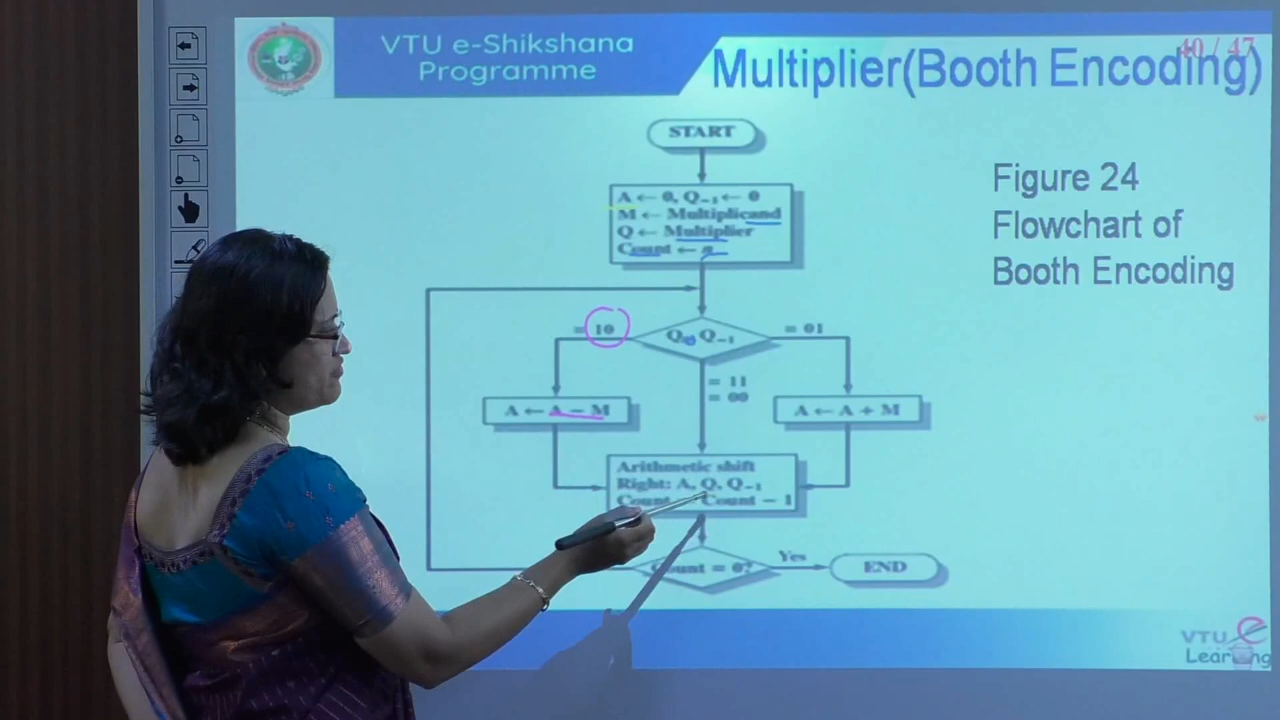 VTU e-Shikshana
Programme
Multiplier(Booth Encoding)
40 / 47
START
A ← 0, Q₋₁ ← 0
M ← Multiplicand
Q ← Multiplier
Count ← n
Figure 24
Flowchart of
Booth Encoding
= 10
Q₀, Q₋₁
= 01
= 11
= 00
A ← A − M
A ← A + M
Arithmetic shift
Right: A, Q, Q₋₁
Count Count − 1
Count = 0?
Yes
END
VTU e
Learning